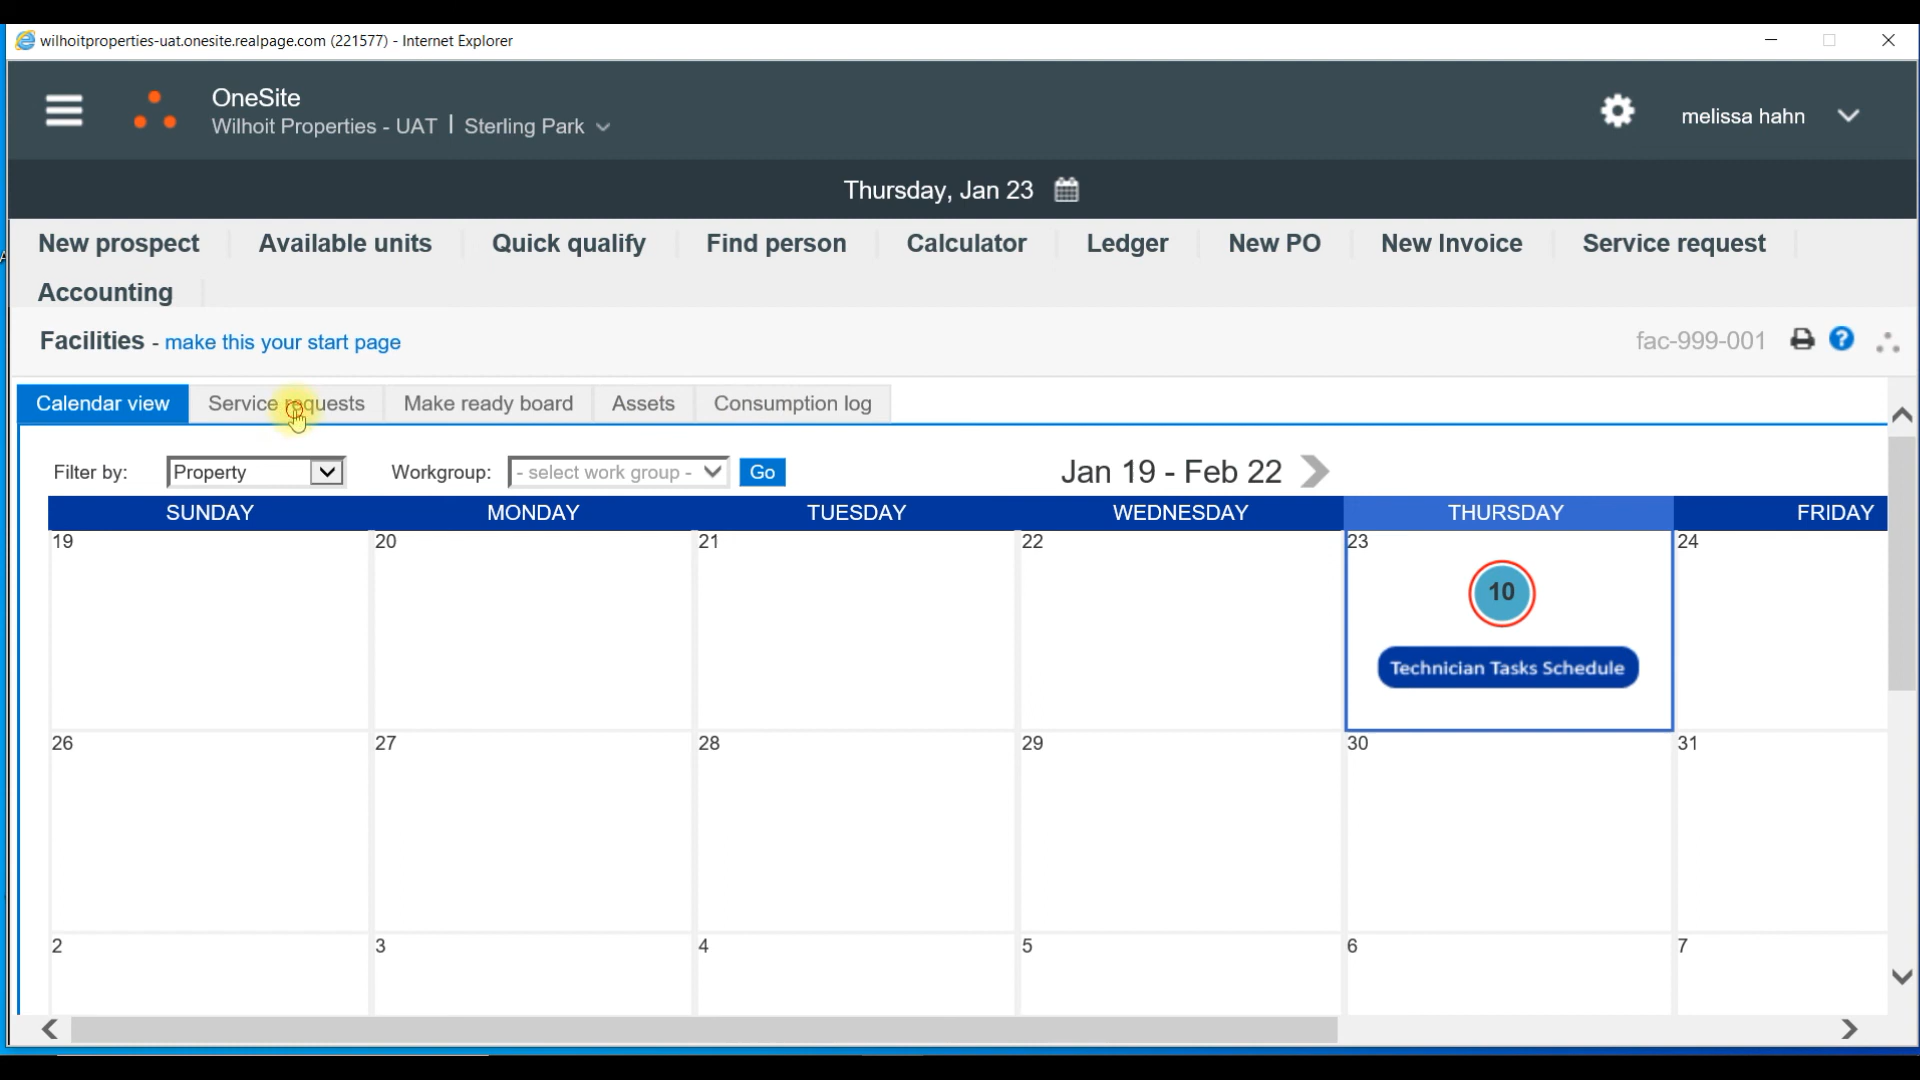 wilhoitproperties-uat.onesite.realpage.com (221577) - Internet Explorer
OneSite
Wilhoit Properties - UAT | Sterling Park
melissa hahn
Thursday, Jan 23
New prospect Available units Quick qualify Find person Calculator Ledger New PO New Invoice Service request
Accounting
Facilities - make this your start page
fac-999-001 ?
Calendar view Service requests Make ready board Assets Consumption log
Filter by: Property Workgroup: - select work group - Go Jan 19 - Feb 22
SUNDAY MONDAY TUESDAY WEDNESDAY THURSDAY FRIDAY
19 20 21 22 23 24
10
Technician Tasks Schedule
26 27 28 29 30 31
2 3 4 5 6 7